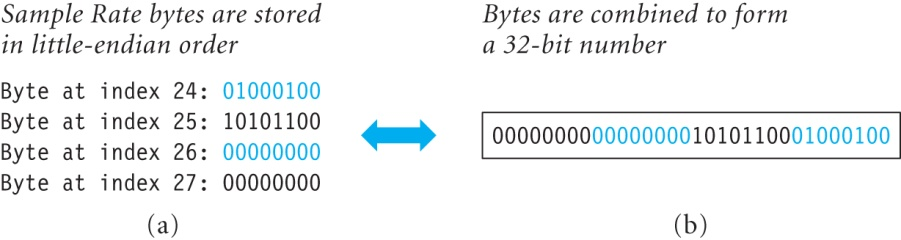 Sample Rate bytes are stored
in little-endian order
Byte at index 24: 01000100
Byte at index 25: 10101100
Byte at index 26: 00000000
Byte at index 27: 00000000
(a)
Bytes are combined to form
a 32-bit number
00000000000000001010110001000100
(b)